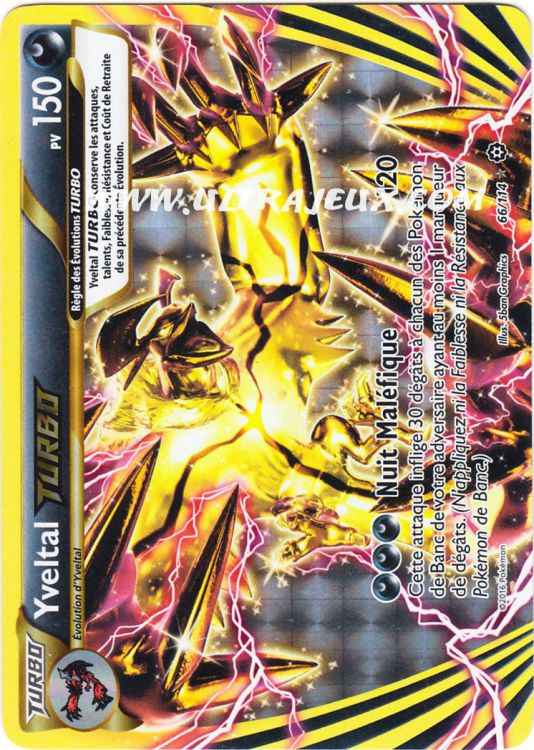 TURBO
Yveltal TURBO
PV 150
Évolution d'Yveltal
Règle des Évolutions TURBO
Yveltal TURBO conserve les attaques,
talents, Faiblesse, Résistance et Coût de Retraite
de sa précédente Évolution.
www.ultrajeux.com
Nuit Maléfique
120
Cette attaque inflige 30 dégâts à chacun des Pokémon
de Banc de votre adversaire ayant au moins 1 marqueur
de dégâts. (N'appliquez ni la Faiblesse ni la Résistance aux
Pokémon de Banc.)
©2016 Pokémon
Illus. 5ban Graphics
66/114